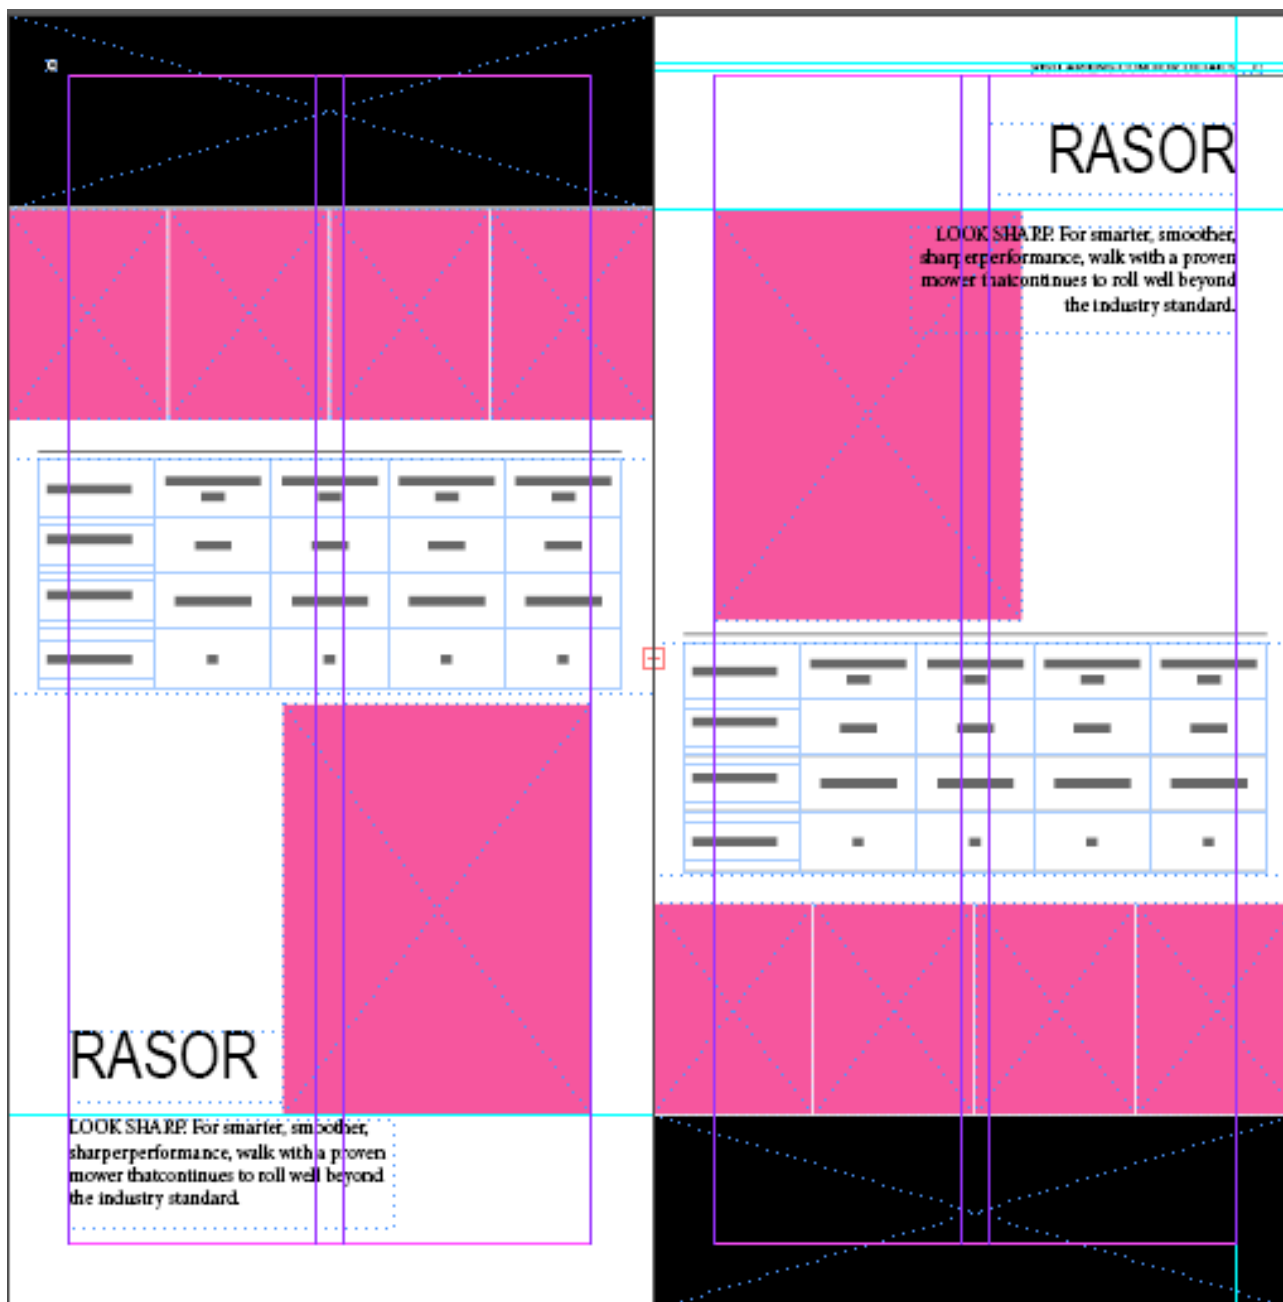 RASOR
LOOK SHARP. For smarter, smoother,
sharperperformance, walk with a proven
mower thatcontinues to roll well beyond
the industry standard.
RASOR
LOOK SHARP. For smarter, smoother,
sharperperformance, walk with a proven
mower thatcontinues to roll well beyond
the industry standard.